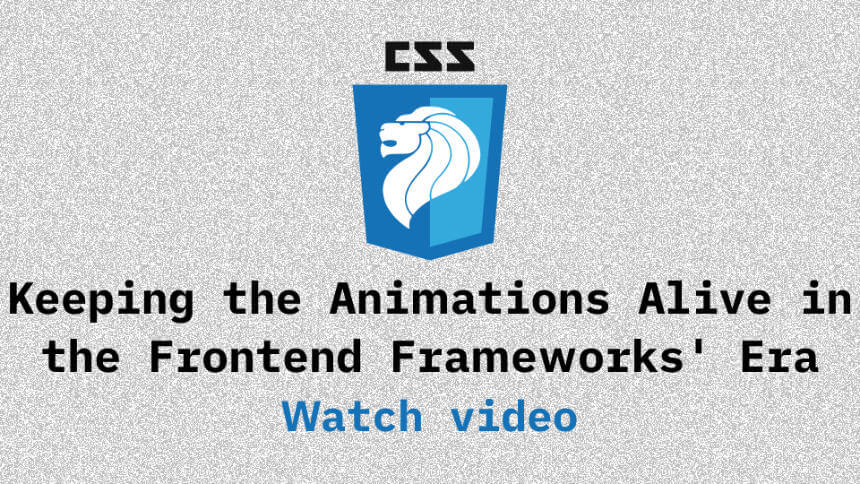 CSS
Keeping the Animations Alive in
the Frontend Frameworks' Era
Watch video